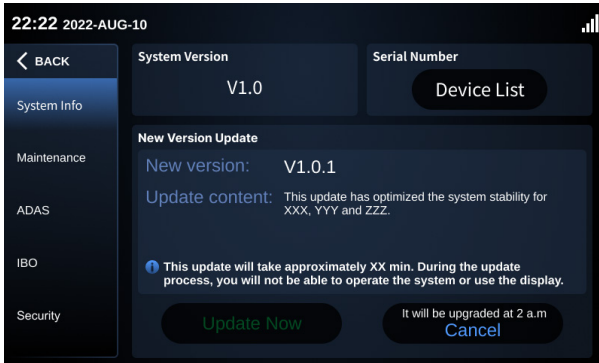 22:22 2022-AUG-10
BACK
System Info
Maintenance
ADAS
IBO
Security
System Version
V1.0
Serial Number
Device List
New Version Update
New version: V1.0.1
Update content: This update has optimized the system stability for
XXX, YYY and ZZZ.
This update will take approximately XX min. During the update
process, you will not be able to operate the system or use the display.
Update Now
It will be upgraded at 2 a.m
Cancel